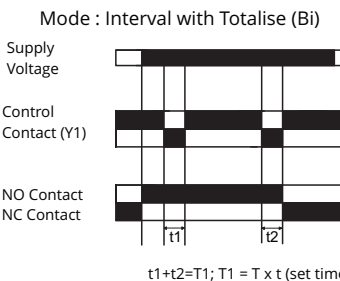 Mode : Interval with Totalise (Bi)
Supply
Voltage
Control
Contact (Y1)
NO Contact
NC Contact
t1
t2
t1+t2=T1; T1 = T x t (set time